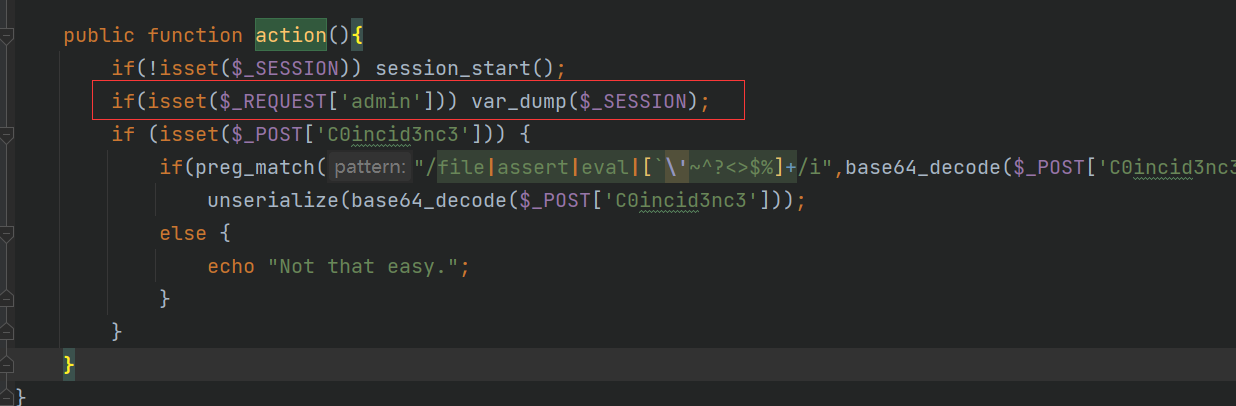 public function action(){
if(!isset($_SESSION)) session_start();
if(isset($_REQUEST['admin'])) var_dump($_SESSION);
if (isset($_POST['C0incid3nc3'])) {
if(preg_match( pattern: "/file|assert|eval|[`\'~^?<>$%]+/i",base64_decode($_POST['C0incid3nc3
unserialize(base64_decode($_POST['C0incid3nc3']));
else {
echo "Not that easy.";
}
}
}
}